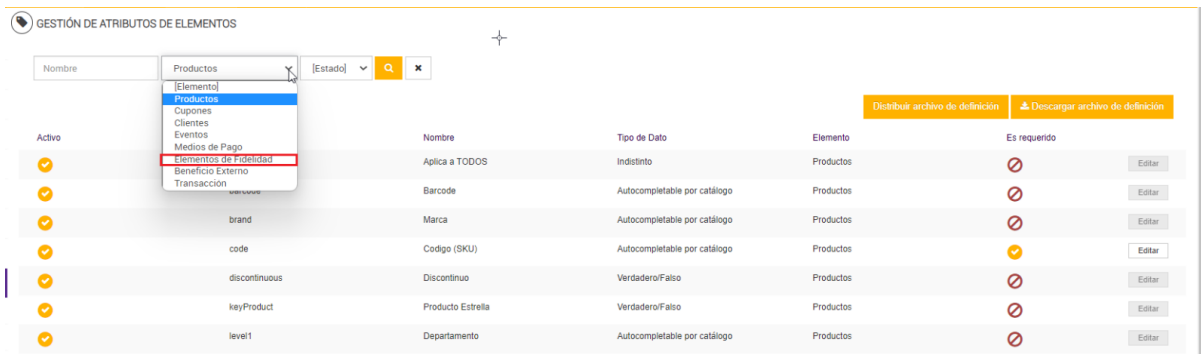 GESTIÓN DE ATRIBUTOS DE ELEMENTOS
Nombre Productos [Estado]
[Elemento]
Productos
Cupones
Clientes
Eventos
Medios de Pago
Elementos de Fidelidad
Beneficio Externo
Transaccion
Distribuir archivo de definición Descargar archivo de definición
Activo Nombre Tipo de Dato Elemento Es requerido
Aplica a TODOS Indistinto Productos Editar
barcode Barcode Autocompletable por catálogo Productos Editar
brand Marca Autocompletable por catálogo Productos Editar
code Codigo (SKU) Autocompletable por catálogo Productos Editar
discontinuous Discontinuo Verdadero/Falso Productos Editar
keyProduct Producto Estrella Verdadero/Falso Productos Editar
level1 Departamento Autocompletable por catálogo Productos Editar